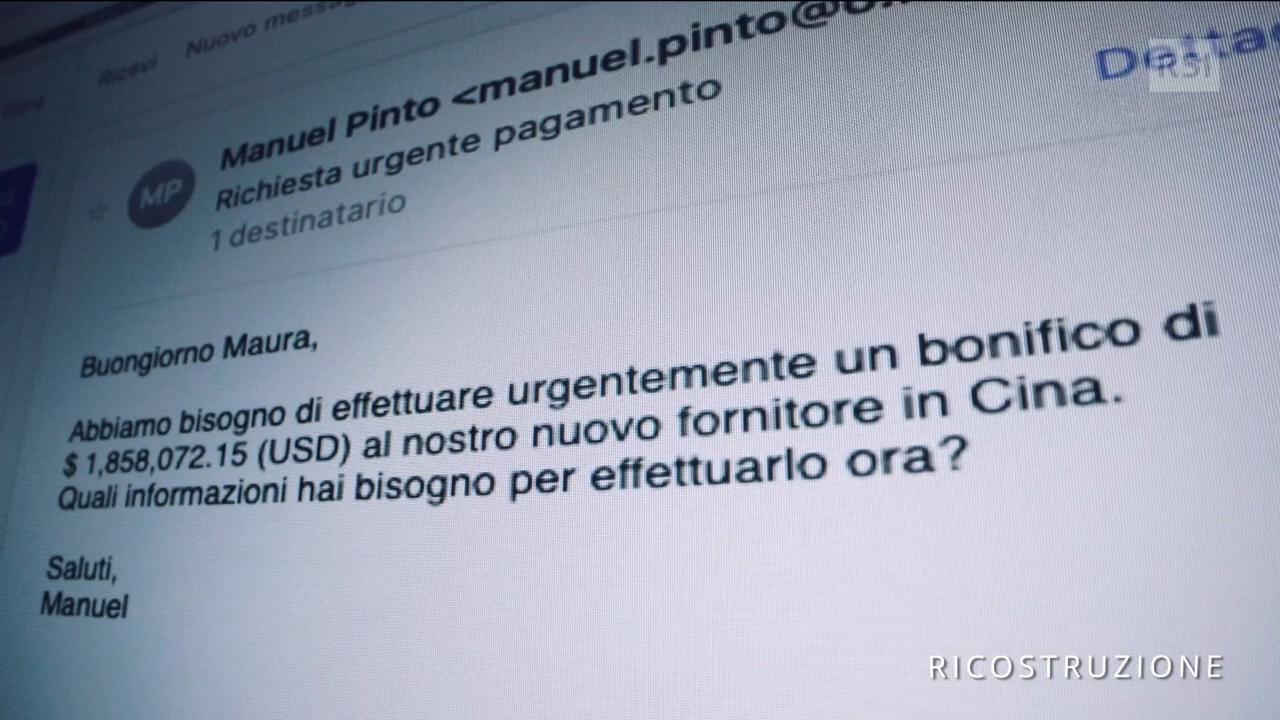 Ricevi Nuovo messa
Manuel Pinto <manuel.pinto@
Detta
RSI
Richiesta urgente pagamento
MP
1 destinatario
Buongiorno Maura,
Abbiamo bisogno di effettuare urgentemente un bonifico di
$ 1,858,072.15 (USD) al nostro nuovo fornitore in Cina.
Quali informazioni hai bisogno per effettuarlo ora?
Saluti,
Manuel
RICOSTRUZIONE